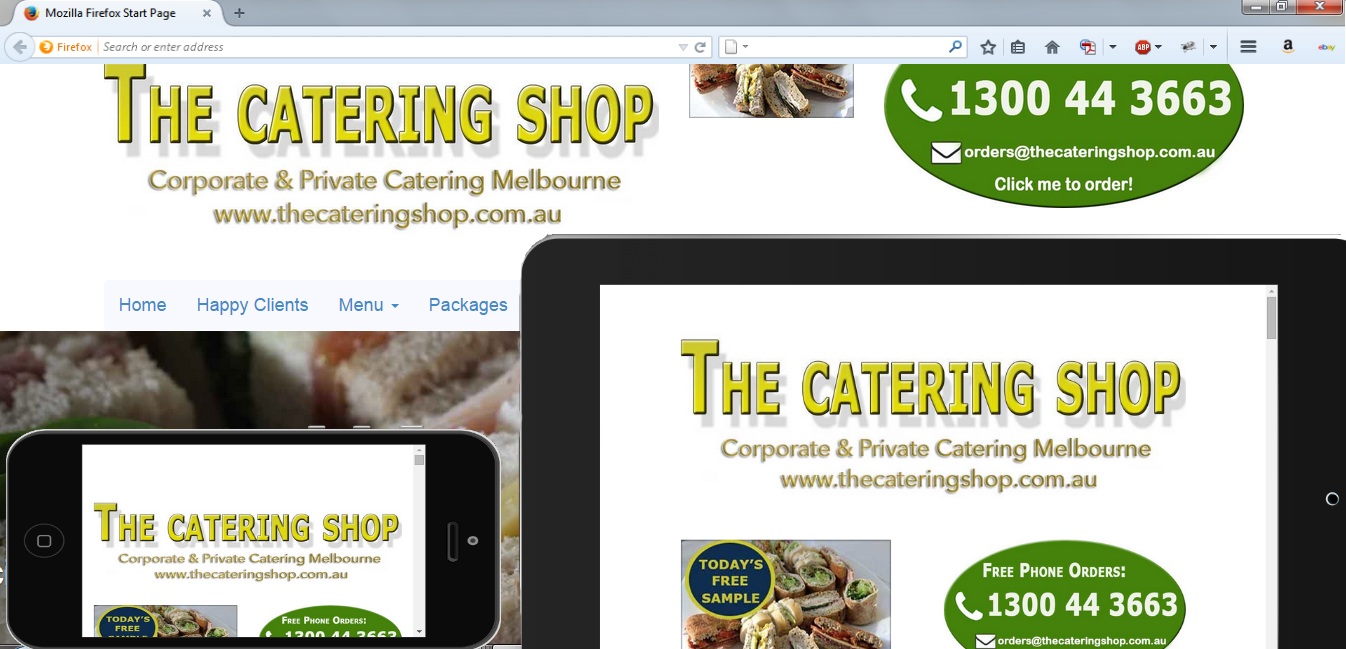 Mozilla Firefox Start Page
Firefox
Search or enter address
ABP
a
ebay
THE CATERING SHOP
Corporate & Private Catering Melbourne
www.thecateringshop.com.au
1300 44 3663
orders@thecateringshop.com.au
Click me to order!
Home
Happy Clients
Menu
Packages
THE CATERING SHOP
Corporate & Private Catering Melbourne
www.thecateringshop.com.au
TODAY'S
FREE
SAMPLE
FREE PHONE ORDERS:
1300 44 3663
THE CATERING SHOP
Corporate & Private Catering Melbourne
www.thecateringshop.com.au
TODAY'S
FREE
SAMPLE
FREE PHONE ORDERS:
1300 44 3663
orders@thecateringshop.com.au